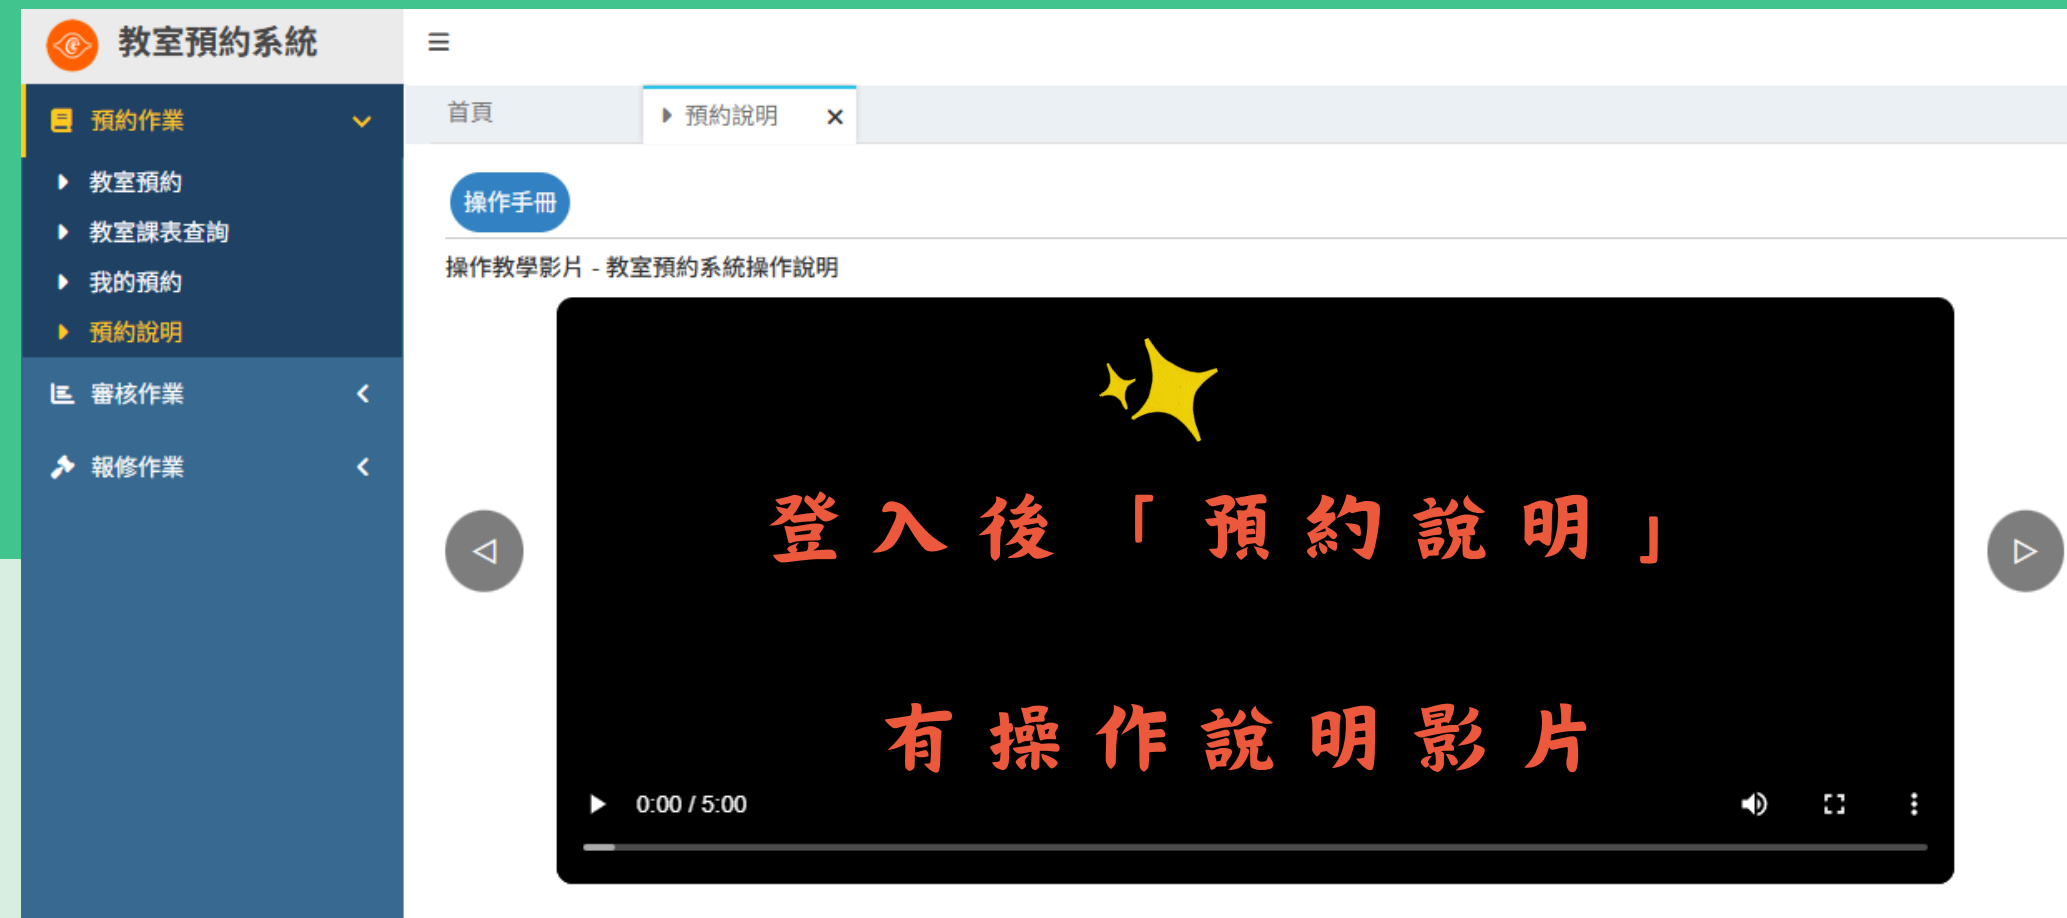 教室預約系統
預約作業
教室預約
教室課表查詢
我的預約
預約說明
審核作業
報修作業
首頁
預約說明
操作手冊
操作教學影片 - 教室預約系統操作說明
登入後「預約說明」
有操作說明影片
0:00 / 5:00